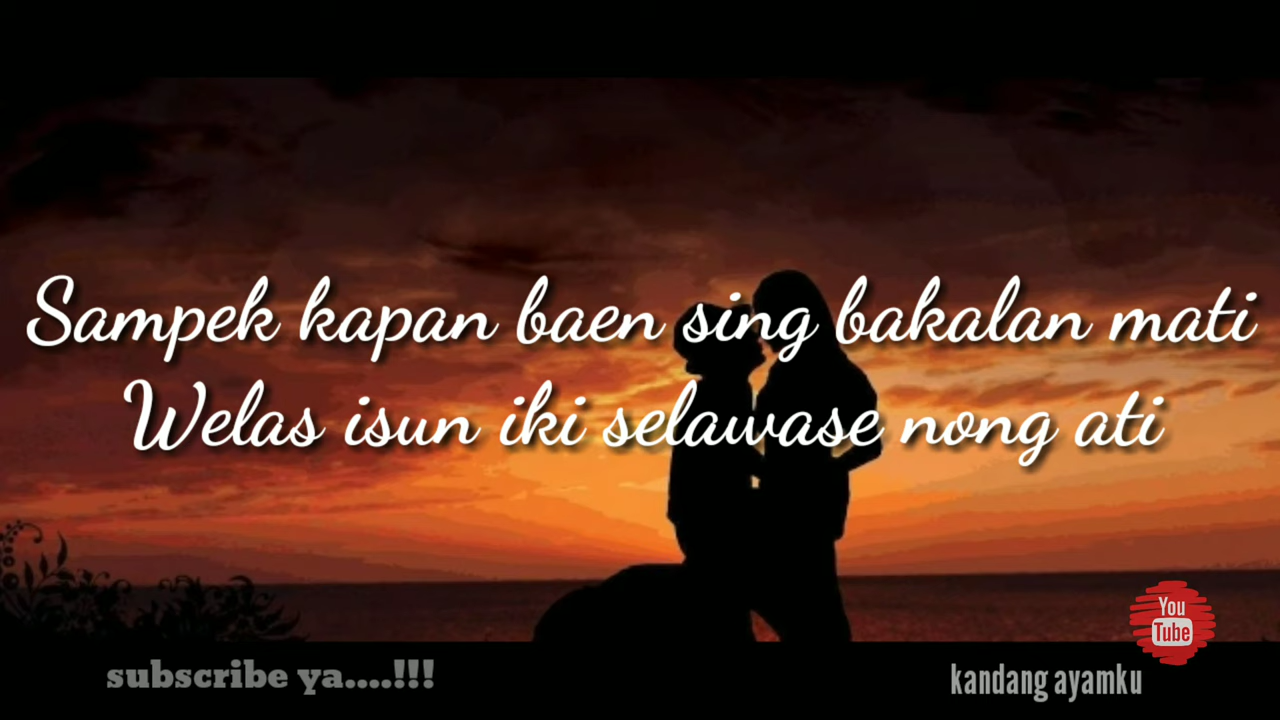 Sampek kapan baen sing bakalan mati
Welas isun iki selawase nong ati
You
Tube
subscribe ya....!!!
kandang ayamku